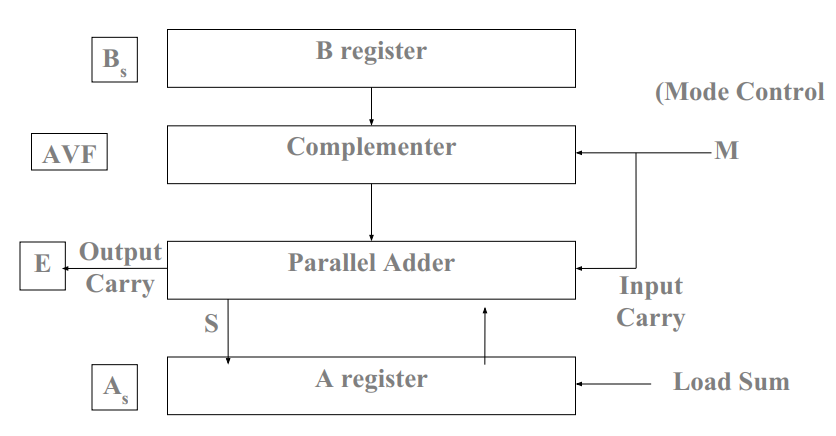 B register
Bs
(Mode Control
Complementer
AVF
M
Parallel Adder
E
Output
Carry
Input
Carry
S
A register
As
Load Sum